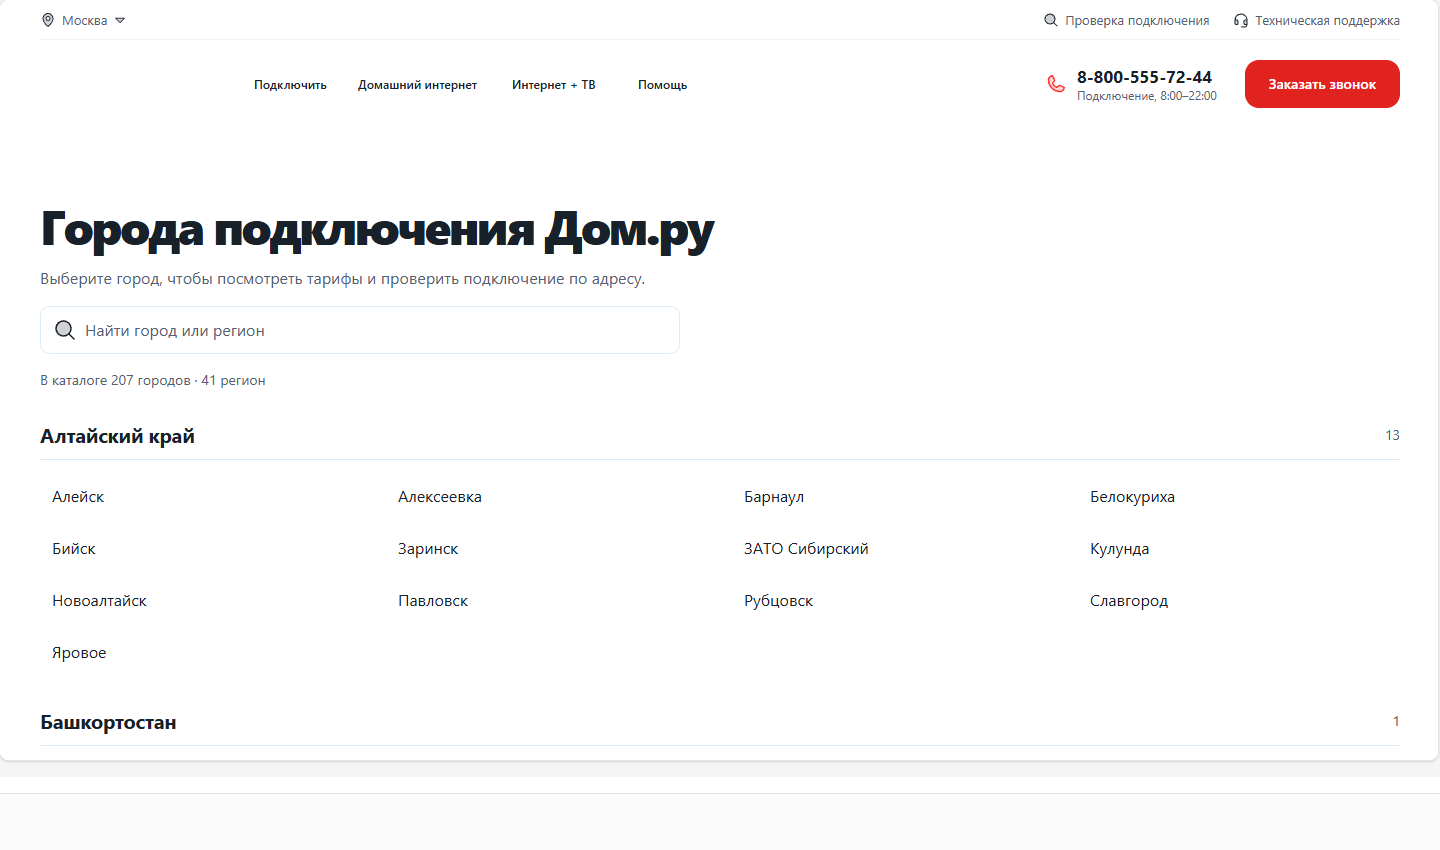 Москва
Проверка подключения
Техническая поддержка
Подключить
Домашний интернет
Интернет + ТВ
Помощь
8-800-555-72-44
Подключение, 8:00–22:00
Заказать звонок
Города подключения Дом.ру
Выберите город, чтобы посмотреть тарифы и проверить подключение по адресу.
Найти город или регион
В каталоге 207 городов · 41 регион
Алтайский край 13
Алейск Алексеевка Барнаул Белокуриха
Бийск Заринск ЗАТО Сибирский Кулунда
Новоалтайск Павловск Рубцовск Славгород
Яровое
Башкортостан 1